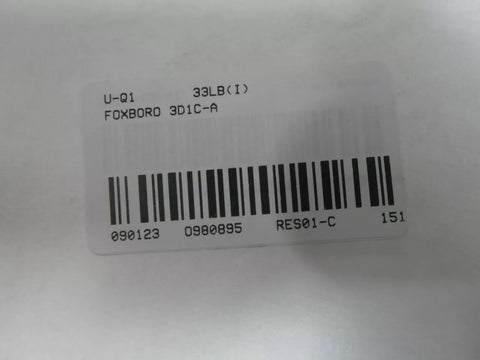 U-Q1 33LB(I)
FOXBORO 3D1C-A
090123 0980895 RES01-C 151